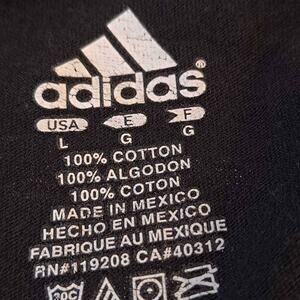 adidas®
USA E F
L G G
100% COTTON
100% ALGODON
100% COTON
MADE IN MEXICO
HECHO EN MEXICO
FABRIQUE AU MEXIQUE
RN#119208 CA#40312
30C